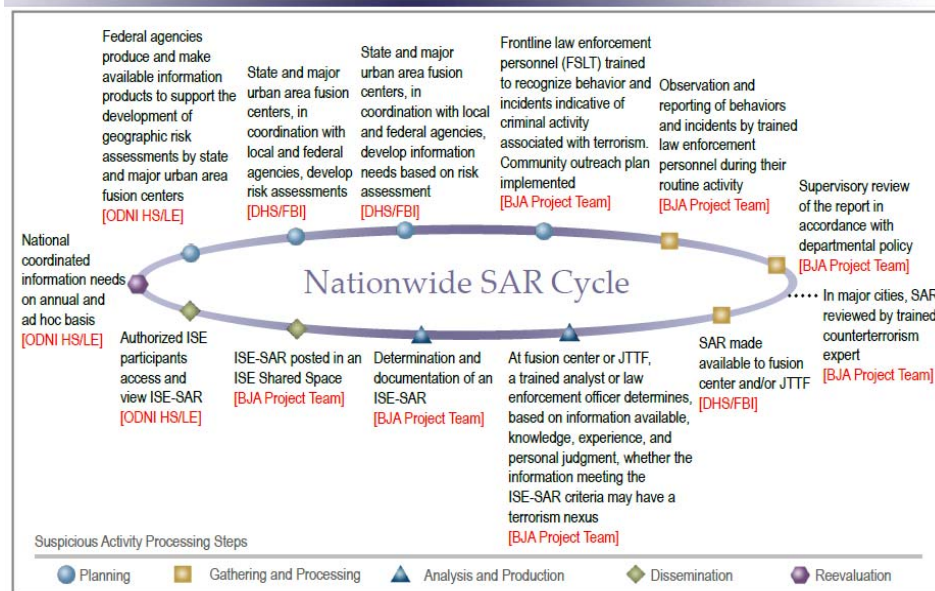 Federal agencies
produce and make
available information
products to support the
development of
geographic risk
assessments by state
and major urban area
fusion centers
[ODNI HS/LE]
State and major
urban area fusion
centers, in
coordination with
local and federal
agencies, develop
risk assessments
[DHS/FBI]
State and major
urban area fusion
centers, in
coordination with local
and federal agencies,
develop information
needs based on risk
assessment
[DHS/FBI]
Frontline law enforcement
personnel (FSLT) trained
to recognize behavior and
incidents indicative of
criminal activity
associated with terrorism.
Community outreach plan
implemented
[BJA Project Team]
Observation and
reporting of behaviors
and incidents by trained
law enforcement
personnel during their
routine activity
[BJA Project Team]
Supervisory review
of the report in
accordance with
departmental policy
[BJA Project Team]
National
coordinated
information needs
on annual and
ad hoc basis
[ODNI HS/LE]
Nationwide SAR Cycle
In major cities, SAR
reviewed by trained
counterterrorism
expert
[BJA Project Team]
Authorized ISE
participants
access and
view ISE-SAR
[ODNI HS/LE]
ISE-SAR posted in an
ISE Shared Space
[BJA Project Team]
Determination and
documentation of an
ISE-SAR
[BJA Project Team]
At fusion center or JTTF,
a trained analyst or law
enforcement officer determines,
based on information available,
knowledge, experience, and
personal judgment, whether the
information meeting the
ISE-SAR criteria may have a
terrorism nexus
[BJA Project Team]
SAR made
available to fusion
center and/or JTTF
[DHS/FBI]
Suspicious Activity Processing Steps
Planning
Gathering and Processing
Analysis and Production
Dissemination
Reevaluation